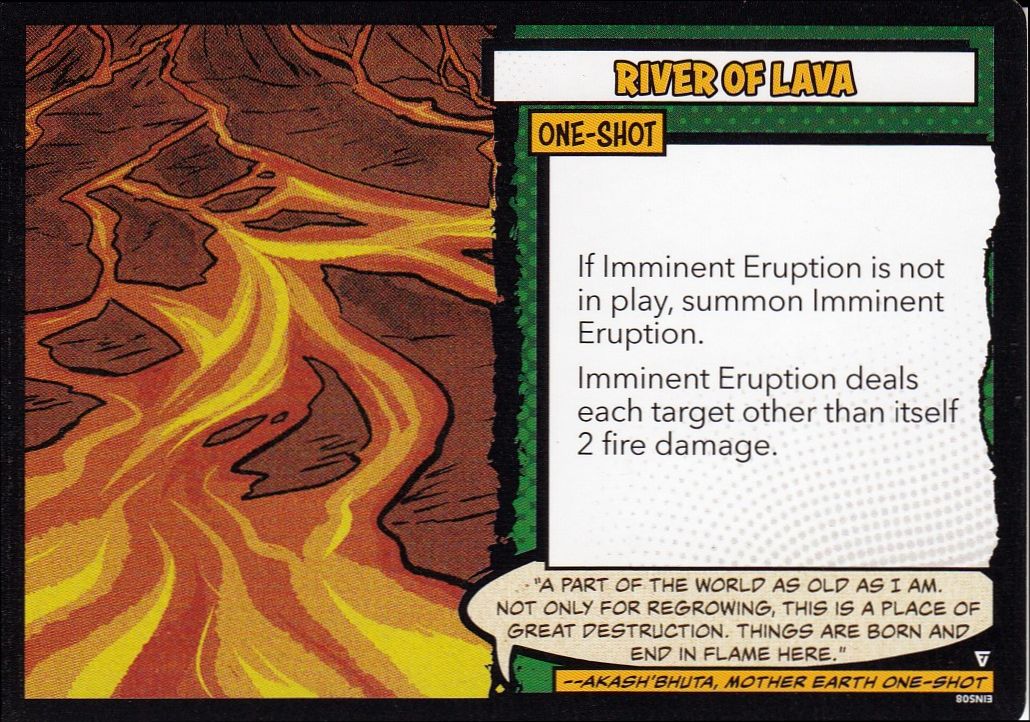 RIVER OF LAVA
ONE-SHOT
If Imminent Eruption is not
in play, summon Imminent
Eruption.
Imminent Eruption deals
each target other than itself
2 fire damage.
"A PART OF THE WORLD AS OLD AS I AM.
NOT ONLY FOR REGROWING, THIS IS A PLACE OF
GREAT DESTRUCTION. THINGS ARE BORN AND
END IN FLAME HERE."
--AKASH'BHUTA, MOTHER EARTH ONE-SHOT
EINS08